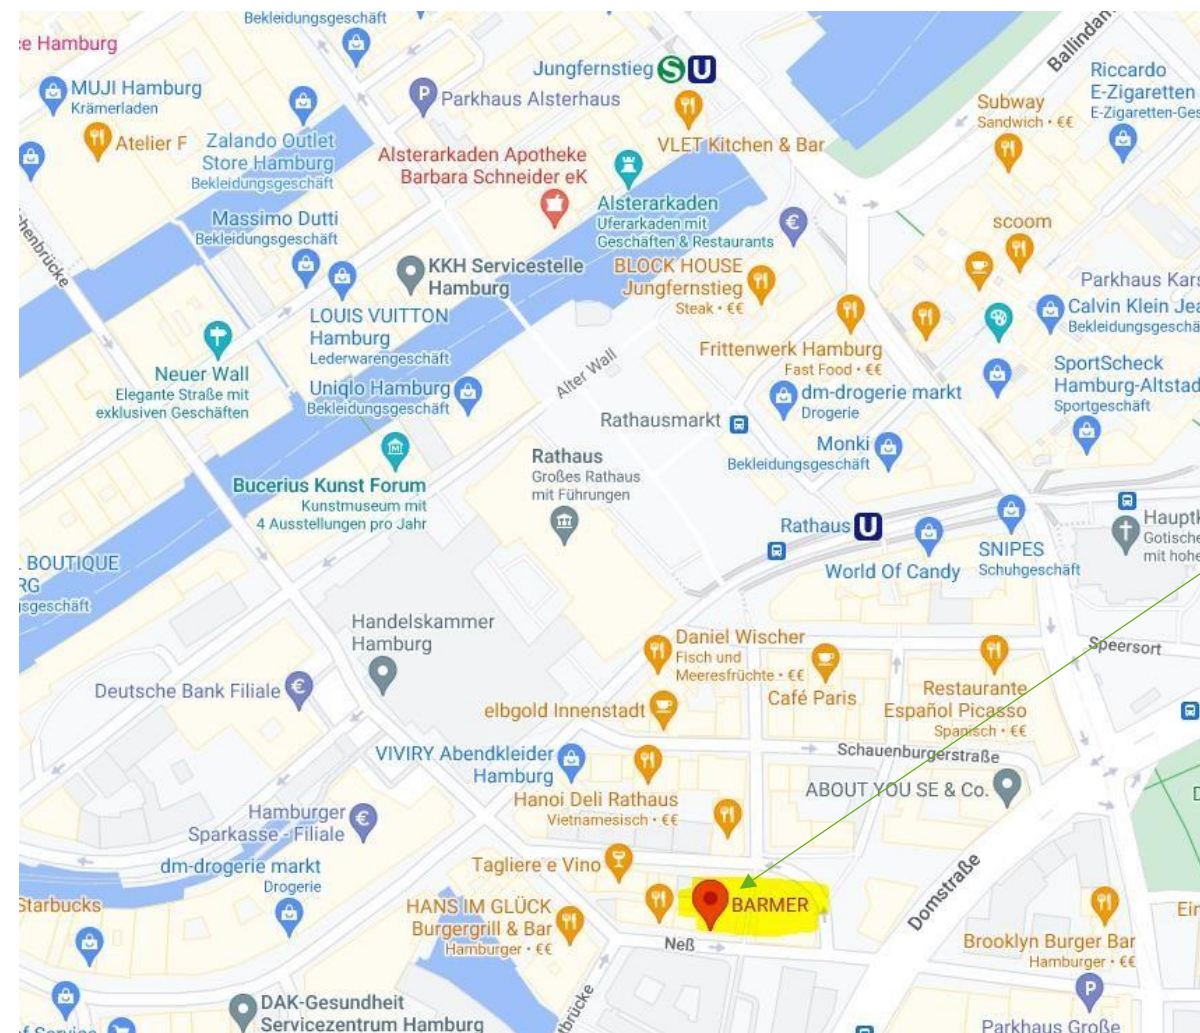 Bekleidungsgeschäft
ce Hamburg
Ballindam
Jungfernstieg S U
MUJI Hamburg
Krämerladen
P Parkhaus Alsterhaus
Riccardo
E-Zigaretten
E-Zigaretten-Ges
Subway
Sandwich • €€
Atelier F
Zalando Outlet
Store Hamburg
Bekleidungsgeschäft
VLET Kitchen & Bar
Alsterarkaden Apotheke
Barbara Schneider eK
Alsterarkaden
Uferarkaden mit
Geschäften & Restaurants
€
Massimo Dutti
Bekleidungsgeschäft
scoom
chenbrücke
KKH Servicestelle
Hamburg
BLOCK HOUSE
Jungfernstieg
Steak • €€
Parkhaus Kars
Calvin Klein Jea
Bekleidungsgeschä
LOUIS VUITTON
Hamburg
Lederwarengeschäft
Frittenwerk Hamburg
Fast Food • €€
Neuer Wall
Elegante Straße mit
exklusiven Geschäften
Alter Wall
SportScheck
Hamburg-Altstad
Sportgeschäft
Uniqlo Hamburg
Bekleidungsgeschäft
dm-drogerie markt
Drogerie
Rathausmarkt
Monki
Bekleidungsgeschäft
Rathaus
Großes Rathaus
mit Führungen
M
Bucerius Kunst Forum
Kunstmuseum mit
4 Ausstellungen pro Jahr
Rathaus U
Hauptk
Gotische
mit hohe
SNIPES
Schuhgeschäft
World Of Candy
BOUTIQUE
RG
gsgeschäft
Handelskammer
Hamburg
Daniel Wischer
Fisch und
Meeresfrüchte • €€
Speersort
Café Paris
Deutsche Bank Filiale €
elbgold Innenstadt
Restaurante
Español Picasso
Spanisch • €€
Schauenburgerstraße
VIVIRY Abendkleider
Hamburg
ABOUT YOU SE & Co.
D
Hanoi Deli Rathaus
Vietnamesisch • €€
Hamburger
Sparkasse - Filiale €
Tagliere e Vino
dm-drogerie markt
Drogerie
Domstraße
Starbucks
HANS IM GLÜCK
Burgergrill & Bar
Hamburger • €€
BARMER
Ein
Neß
Brooklyn Burger Bar
Hamburger • €€
P
DAK-Gesundheit
Servicezentrum Hamburg
tbrücke
Parkhaus Große
of Service